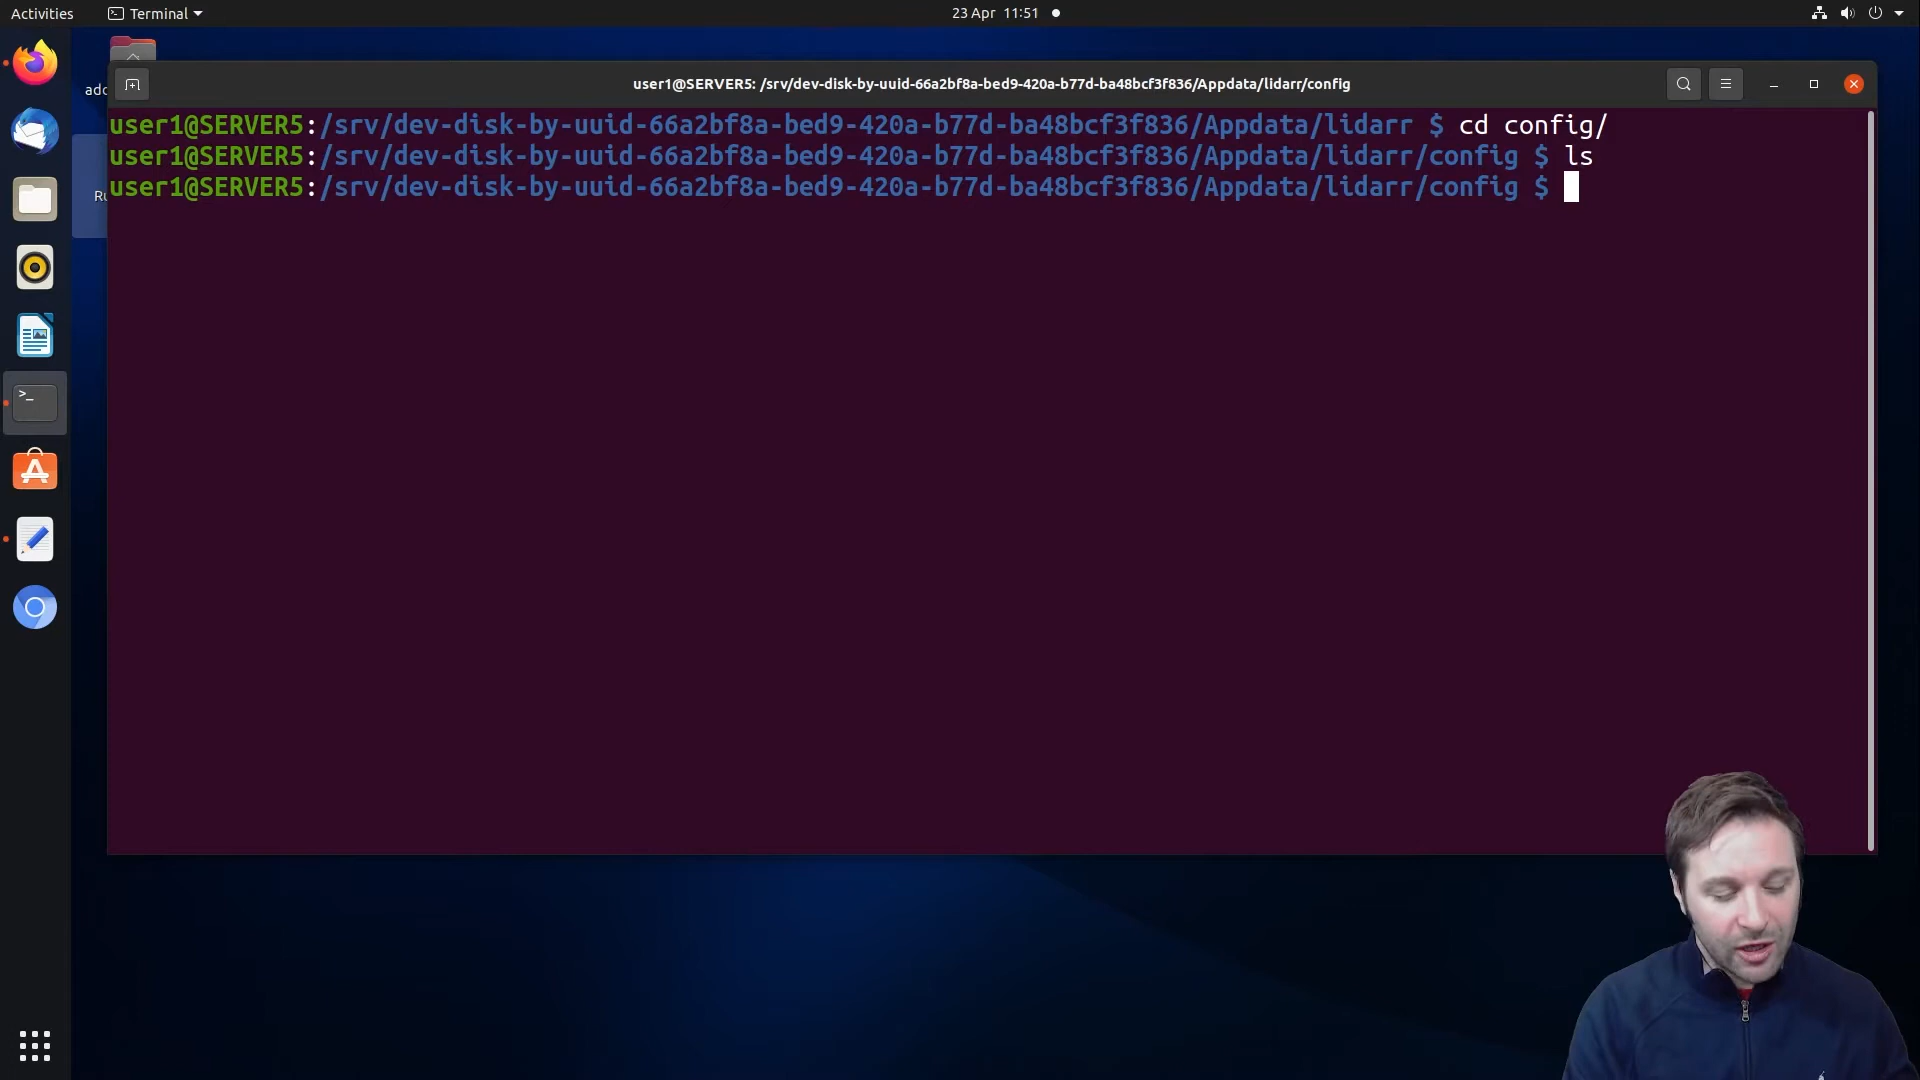 Activities
Terminal
23 Apr 11:51
user1@SERVER5: /srv/dev-disk-by-uuid-66a2bf8a-bed9-420a-b77d-ba48bcf3f836/Appdata/lidarr/config
user1@SERVER5:/srv/dev-disk-by-uuid-66a2bf8a-bed9-420a-b77d-ba48bcf3f836/Appdata/lidarr $ cd config/
user1@SERVER5:/srv/dev-disk-by-uuid-66a2bf8a-bed9-420a-b77d-ba48bcf3f836/Appdata/lidarr/config $ ls
user1@SERVER5:/srv/dev-disk-by-uuid-66a2bf8a-bed9-420a-b77d-ba48bcf3f836/Appdata/lidarr/config $